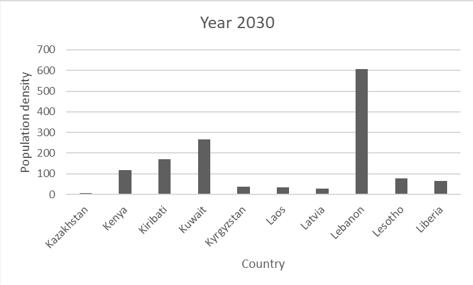 Year 2030
Population density
700
600
500
400
300
200
100
0
Kazakhstan
Kenya
Kiribati
Kuwait
Kyrgyzstan
Laos
Latvia
Lebanon
Lesotho
Liberia
Country